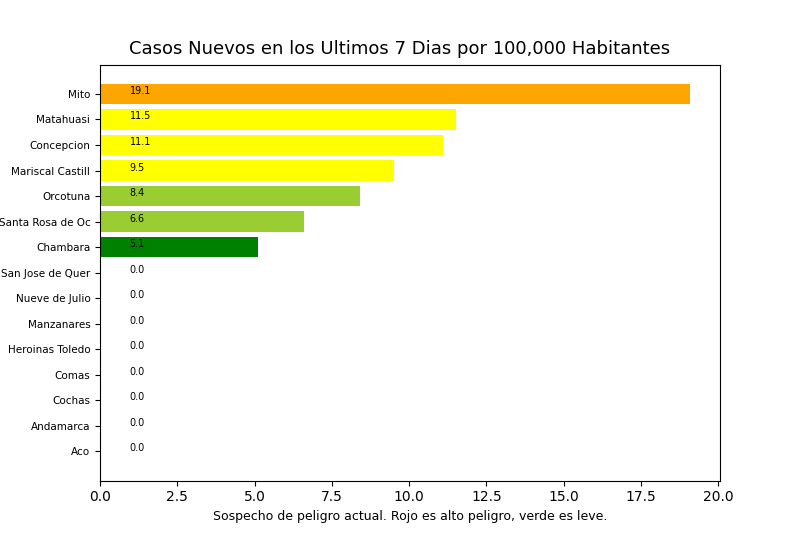 Casos Nuevos en los Ultimos 7 Dias por 100,000 Habitantes
Mito 19.1
Matahuasi 11.5
Concepcion 11.1
Mariscal Castill 9.5
Orcotuna 8.4
Santa Rosa de Oc 6.6
Chambara 5.1
San Jose de Quer 0.0
Nueve de Julio 0.0
Manzanares 0.0
Heroinas Toledo 0.0
Comas 0.0
Cochas 0.0
Andamarca 0.0
Aco 0.0
0.0 2.5 5.0 7.5 10.0 12.5 15.0 17.5 20.0
Sospecho de peligro actual. Rojo es alto peligro, verde es leve.